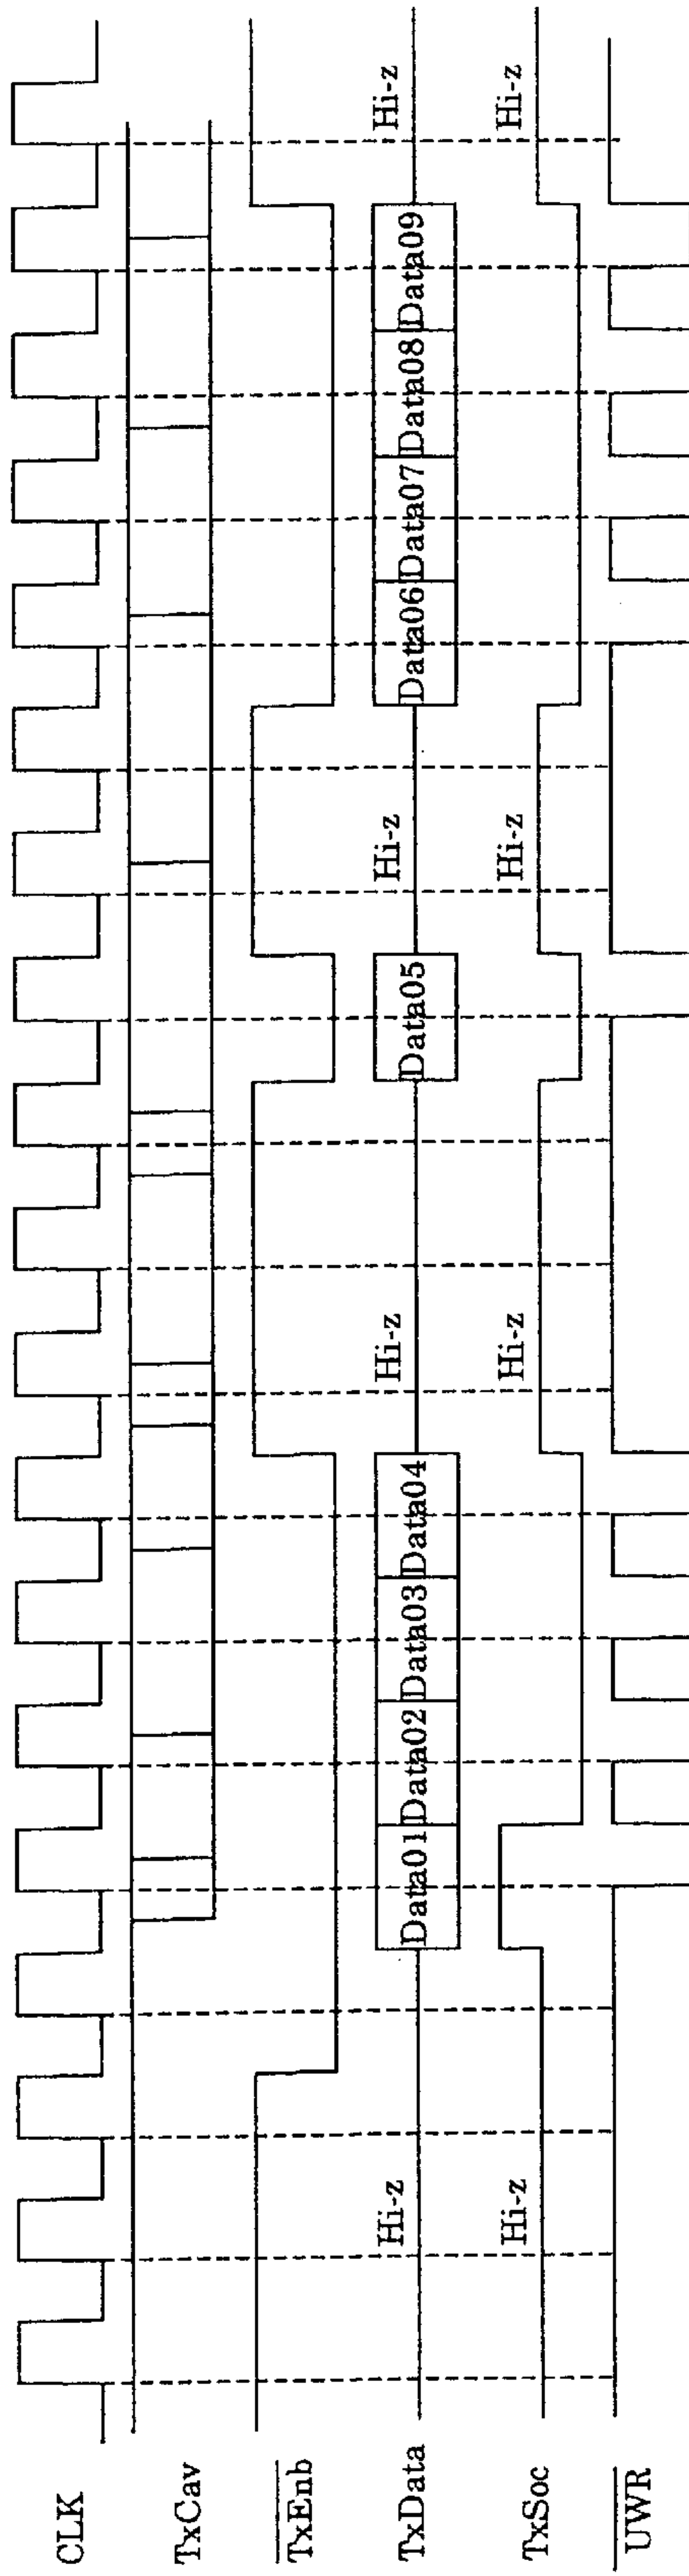 CLK
TxCav
TxEnb
Hi-z
Hi-z
Hi-z
Hi-z
TxData
Data01
Data02
Data03
Data04
Data05
Data06
Data07
Data08
Data09
TxSoc
Hi-z
Hi-z
Hi-z
Hi-z
UWR